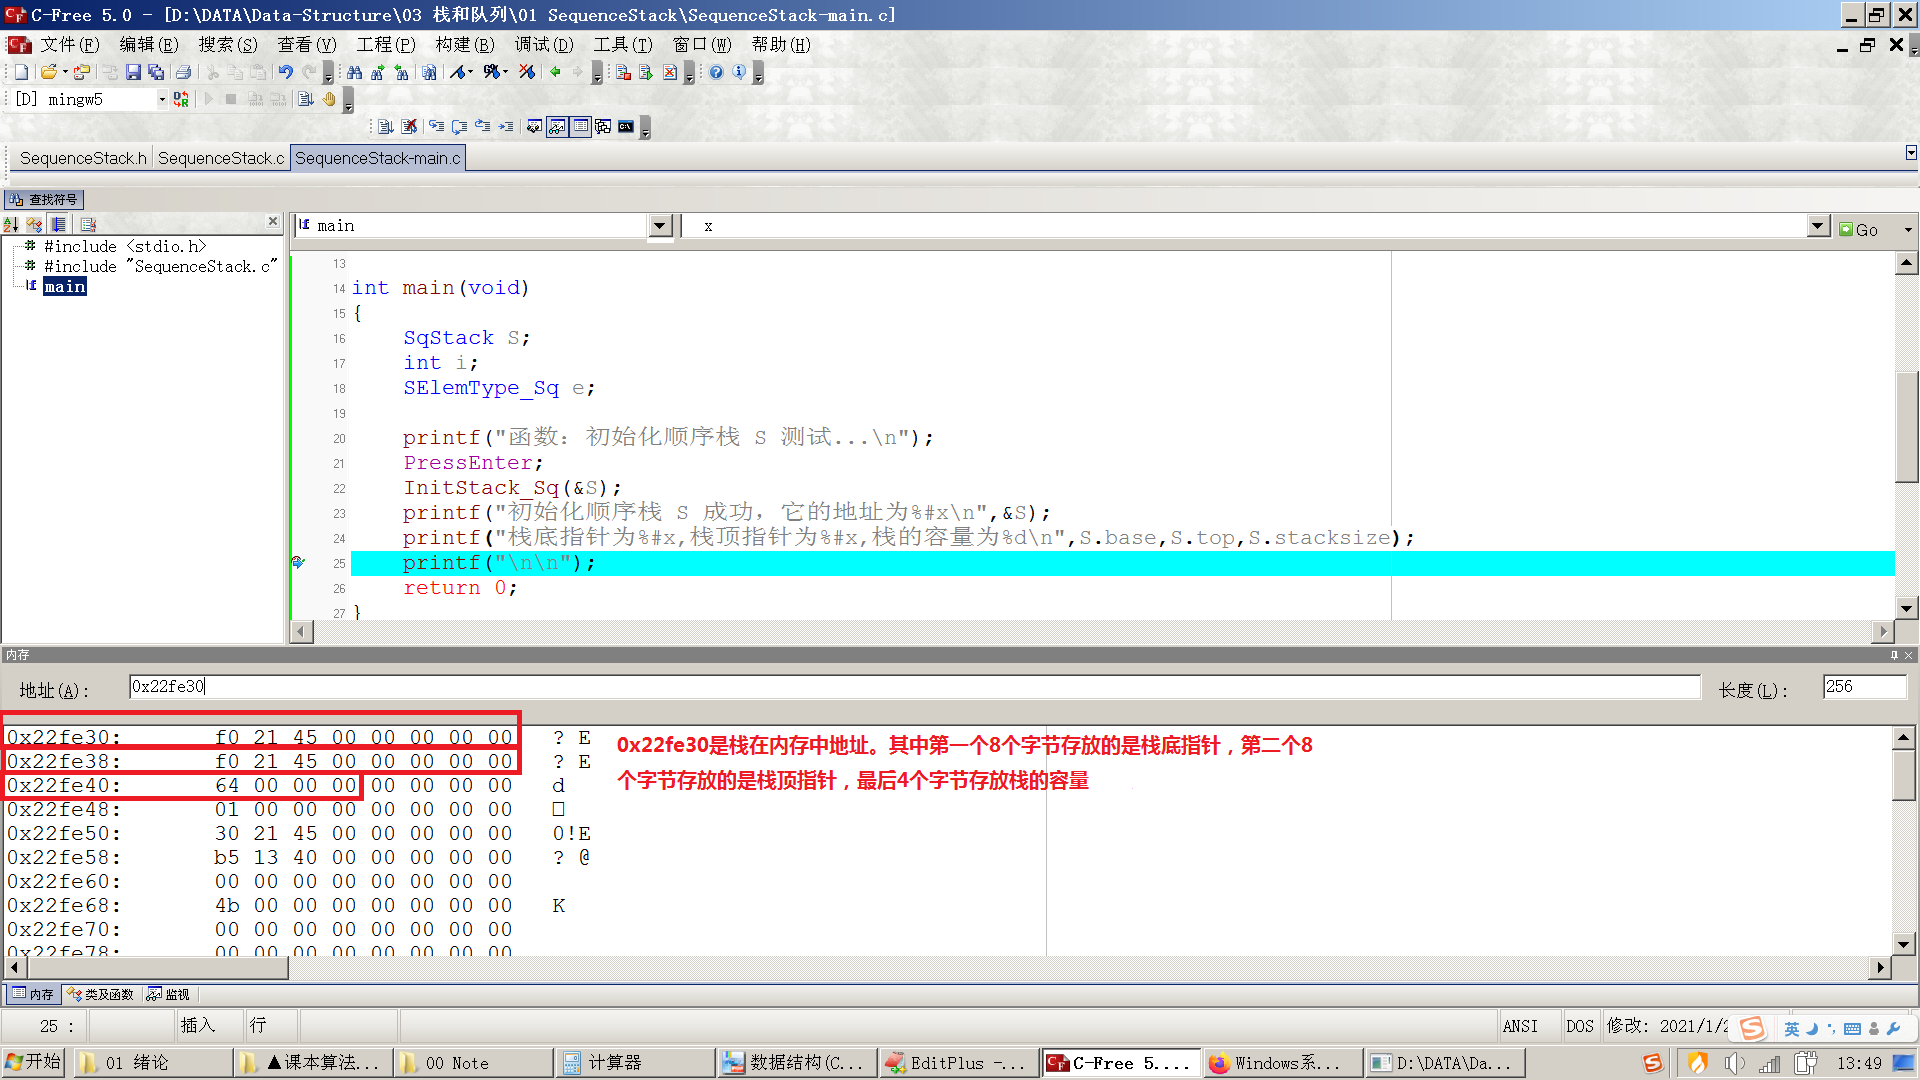 C-Free 5.0 - [D:\DATA\Data-Structure\03 栈和队列\01 SequenceStack\SequenceStack-main.c]
文件(F) 编辑(E) 搜索(S) 查看(V) 工程(P) 构建(B) 调试(D) 工具(T) 窗口(W) 帮助(H)
[D] mingw5
SequenceStack.h SequenceStack.c SequenceStack-main.c
查找符号
main x Go
#include <stdio.h>
#include "SequenceStack.c"
main
13
14 int main(void)
15 {
16 SqStack S;
17 int i;
18 SElemType_Sq e;
19
20 printf("函数: 初始化顺序栈 S 测试...\n");
21 PressEnter;
22 InitStack_Sq(&S);
23 printf("初始化顺序栈 S 成功，它的地址为%#x\n",&S);
24 printf("栈底指针为%#x,栈顶指针为%#x,栈的容量为%d\n",S.base,S.top,S.stacksize);
25 printf("\n\n");
26 return 0;
27 }
内存
地址(A): 0x22fe30 长度(L): 256
0x22fe30: f0 21 45 00 00 00 00 00 ? E
0x22fe38: f0 21 45 00 00 00 00 00 ? E
0x22fe40: 64 00 00 00 00 00 00 00 d
0x22fe48: 01 00 00 00 00 00 00 00 □
0x22fe50: 30 21 45 00 00 00 00 00 0!E
0x22fe58: b5 13 40 00 00 00 00 00 ? @
0x22fe60: 00 00 00 00 00 00 00 00
0x22fe68: 4b 00 00 00 00 00 00 00 K
0x22fe70: 00 00 00 00 00 00 00 00
0x22fe78: 00 00 00 00 00 00 00 00
0x22fe30是栈在内存中地址。其中第一个8个字节存放的是栈底指针，第二个8
个字节存放的是栈顶指针，最后4个字节存放栈的容量
内存 类及函数 监视
25 : 插入 行 ANSI DOS 修改: 2021/1/2
英
开始 01 绪论 ▲课本算法... 00 Note 计算器 数据结构(C... EditPlus -... C-Free 5.... Windows系... D:\DATA\Da... 13:49